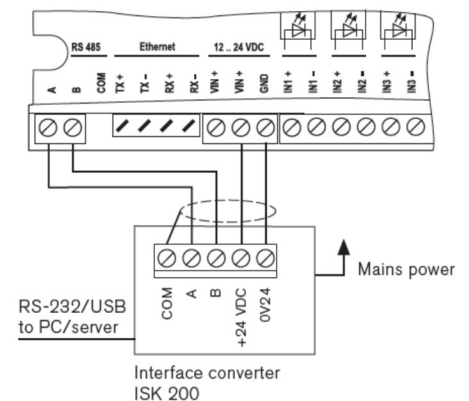 RS 485 Ethernet 12 .. 24 VDC
A B COM TX + TX – RX + RX – VIN + VIN + GND IN1 + IN1 – IN2 + IN2 = IN3 + IN3 =
COM A B +24 VDC 0V24
Mains power
RS-232/USB
to PC/server
Interface converter
ISK 200